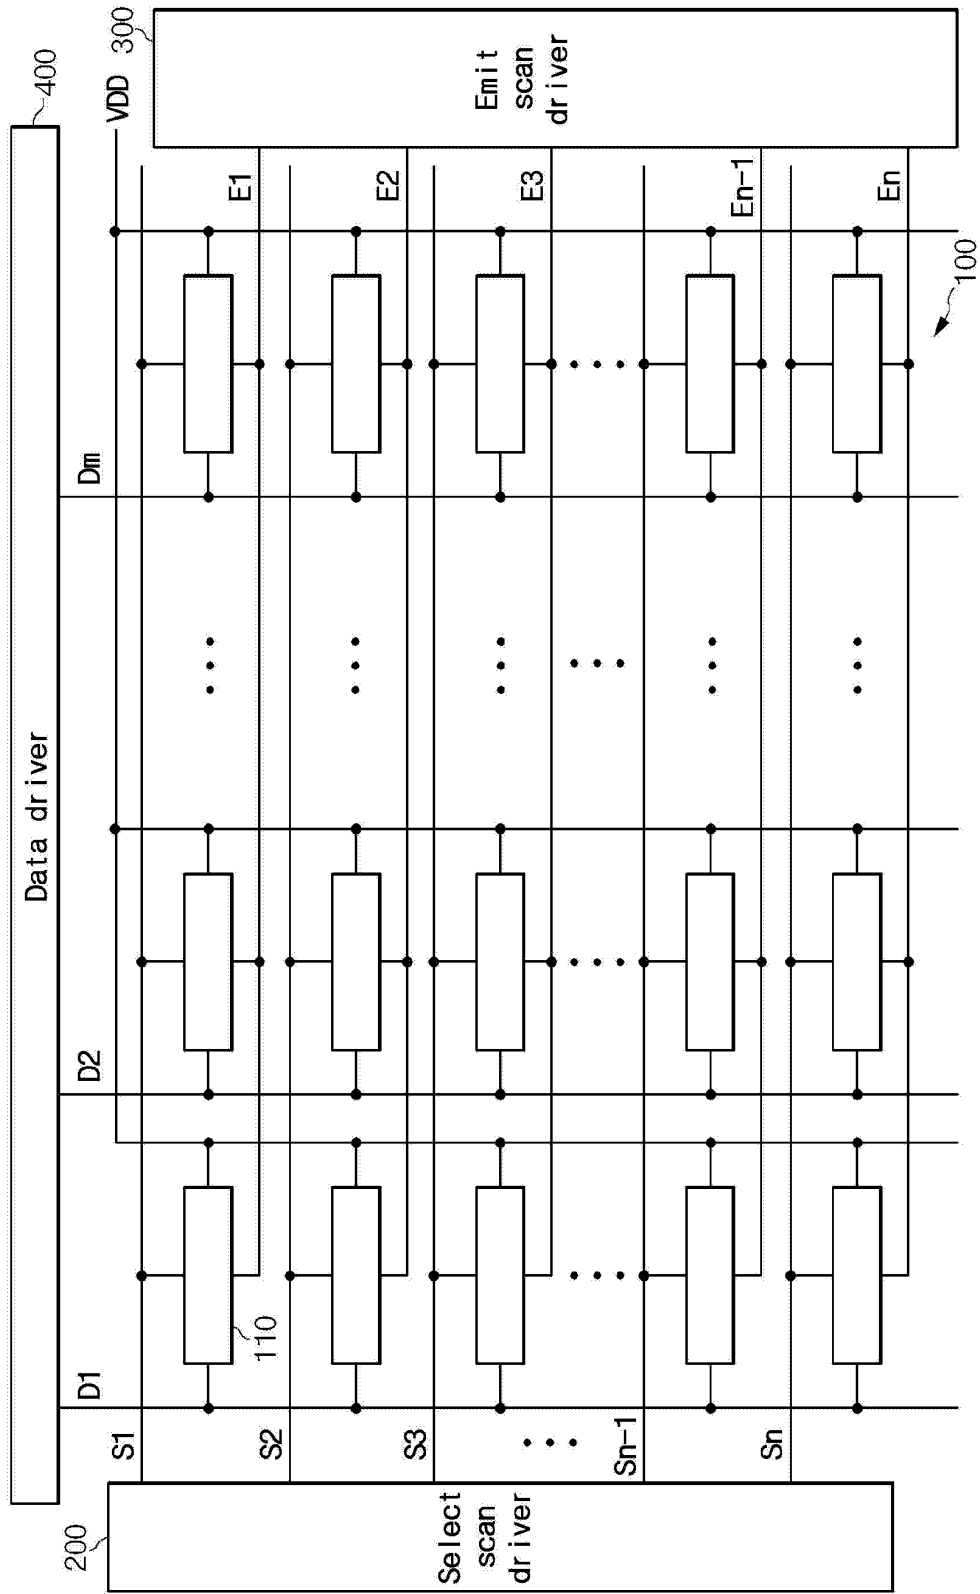 400
Data driver
D1
D2
Dm
VDD
200
Select
scan
driver
S1
S2
S3
Sn-1
Sn
110
300
Emit
scan
driver
E1
E2
E3
En-1
En
100